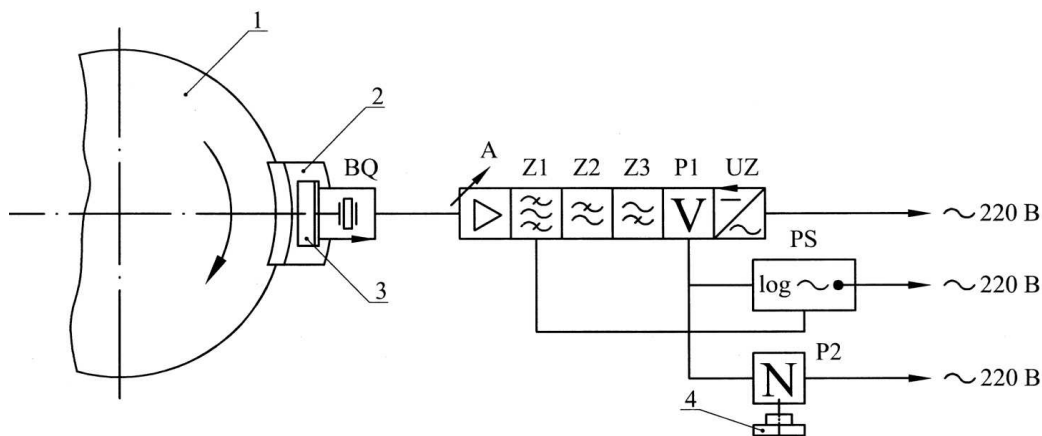 1
2
BQ
A
Z1 Z2 Z3 P1 UZ
V
~ 220 В
PS
3
log ~
~ 220 В
P2
N
~ 220 В
4